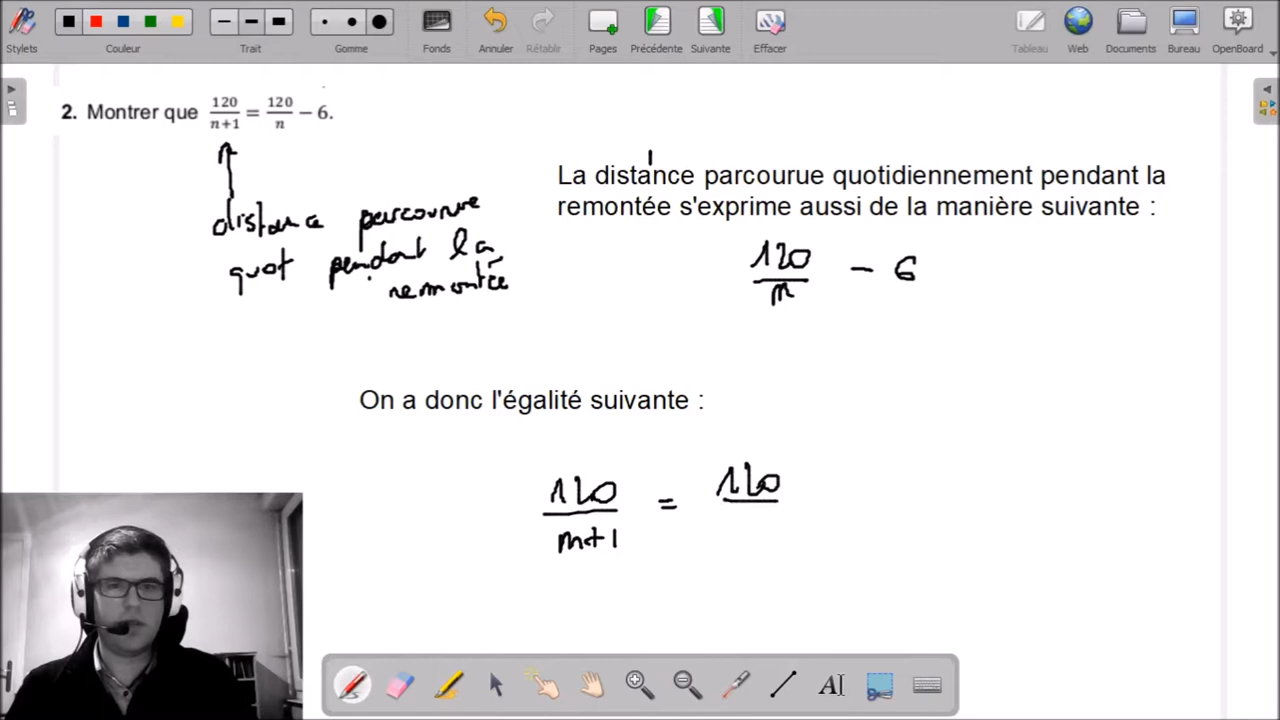 Stylets
Couleur
Trait
Gomme
Fonds
Annuler
Rétablir
Pages
Précédente
Suivante
Effacer
Tableau
Web
Documents
Bureau
OpenBoard
2. Montrer que 120/n+1 = 120/n − 6.
distance parcourue
quot pendant la
remontée
La distance parcourue quotidiennement pendant la
remontée s'exprime aussi de la manière suivante :
120/n − 6
On a donc l'égalité suivante :
120/n+1 = 120
AI